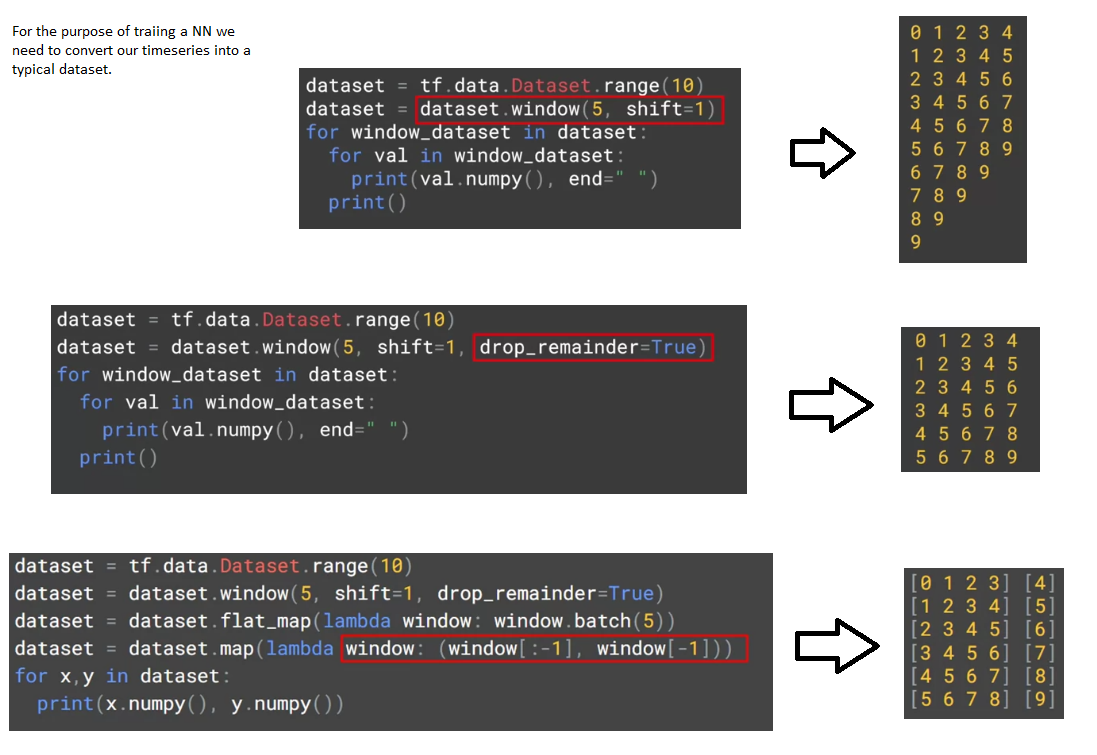 For the purpose of traiing a NN we
need to convert our timeseries into a
typical dataset.
dataset = tf.data.Dataset.range(10)
dataset = dataset.window(5, shift=1)
for window_dataset in dataset:
  for val in window_dataset:
    print(val.numpy(), end=" ")
  print()
0 1 2 3 4
1 2 3 4 5
2 3 4 5 6
3 4 5 6 7
4 5 6 7 8
5 6 7 8 9
6 7 8 9
7 8 9
8 9
9
dataset = tf.data.Dataset.range(10)
dataset = dataset.window(5, shift=1, drop_remainder=True)
for window_dataset in dataset:
  for val in window_dataset:
    print(val.numpy(), end=" ")
  print()
0 1 2 3 4
1 2 3 4 5
2 3 4 5 6
3 4 5 6 7
4 5 6 7 8
5 6 7 8 9
dataset = tf.data.Dataset.range(10)
dataset = dataset.window(5, shift=1, drop_remainder=True)
dataset = dataset.flat_map(lambda window: window.batch(5))
dataset = dataset.map(lambda window: (window[:-1], window[-1]))
for x,y in dataset:
  print(x.numpy(), y.numpy())
[0 1 2 3] [4]
[1 2 3 4] [5]
[2 3 4 5] [6]
[3 4 5 6] [7]
[4 5 6 7] [8]
[5 6 7 8] [9]